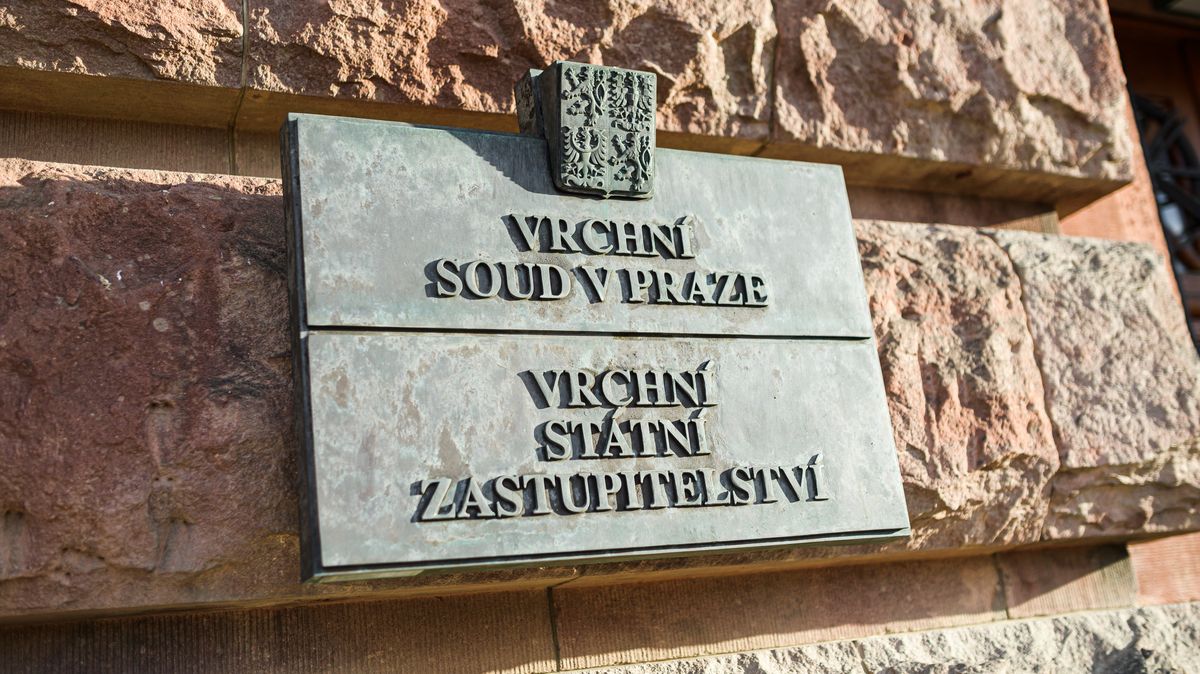 VRCHNÍ
SOUD V PRAZE
VRCHNÍ
STÁTNÍ
ZASTUPITELSTVÍ